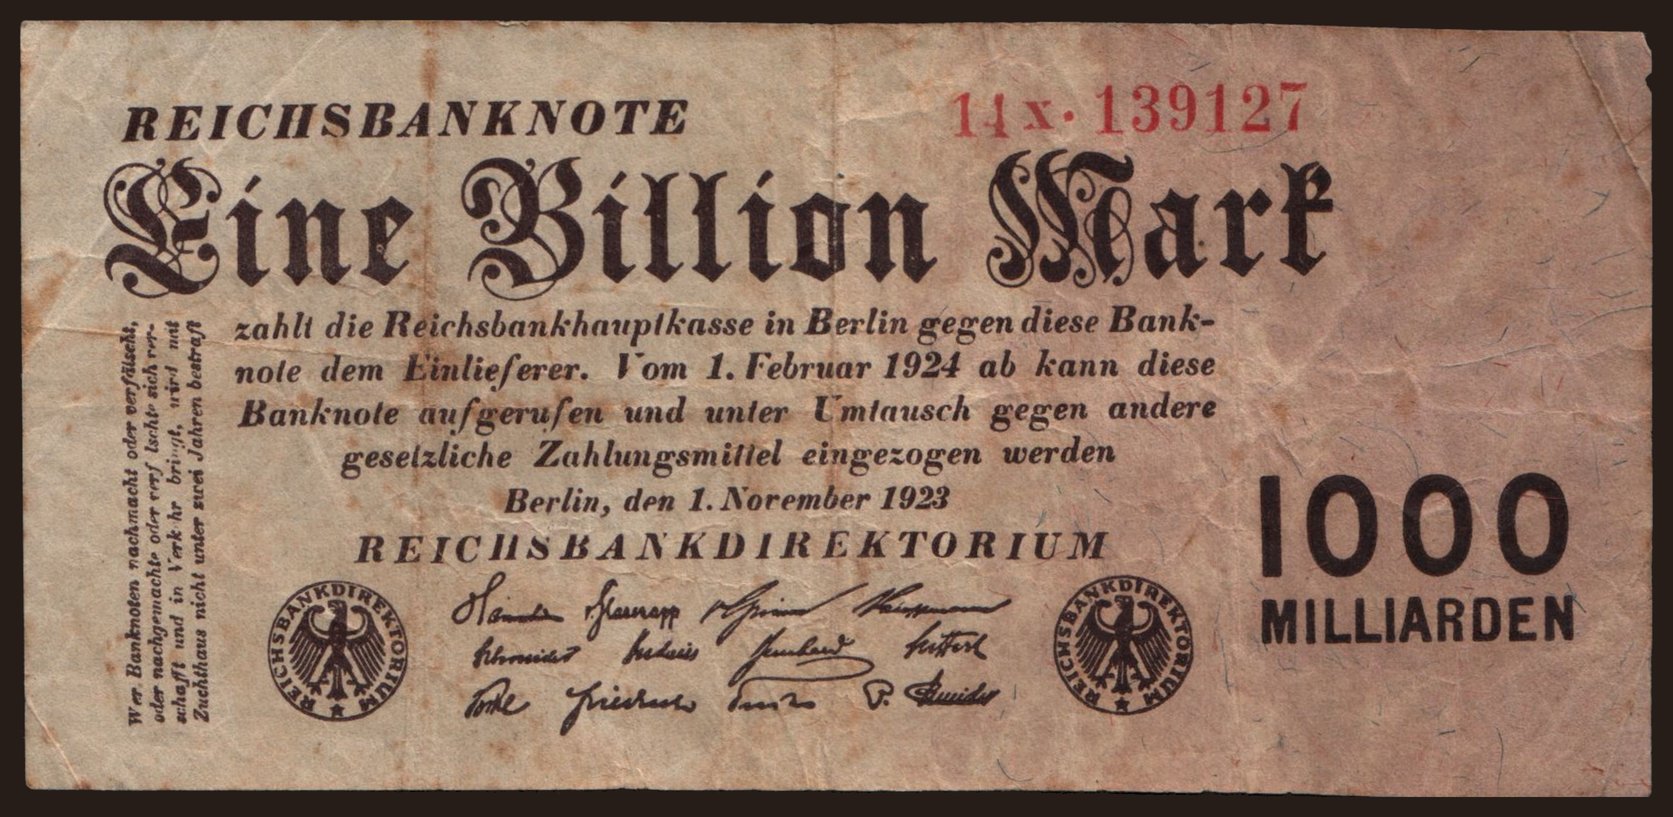 REICHSBANKNOTE
14x·139127
Eine Billion Mark
zahlt die Reichsbankhauptkasse in Berlin gegen diese Bank-
note dem Einlieferer. Vom 1. Februar 1924 ab kann diese
Banknote aufgerufen und unter Umtausch gegen andere
gesetzliche Zahlungsmittel eingezogen werden
Berlin, den 1. November 1923
REICHSBANKDIREKTORIUM
Wer Banknoten nachmacht oder verfälscht,
oder nachgemachte oder verfälschte sich ver-
schafft und in Verkehr bringt, wird mit
Zuchthaus nicht unter zwei Jahren bestraft
REICHSBANKDIREKTORIUM
REICHSBANKDIREKTORIUM
1000
MILLIARDEN